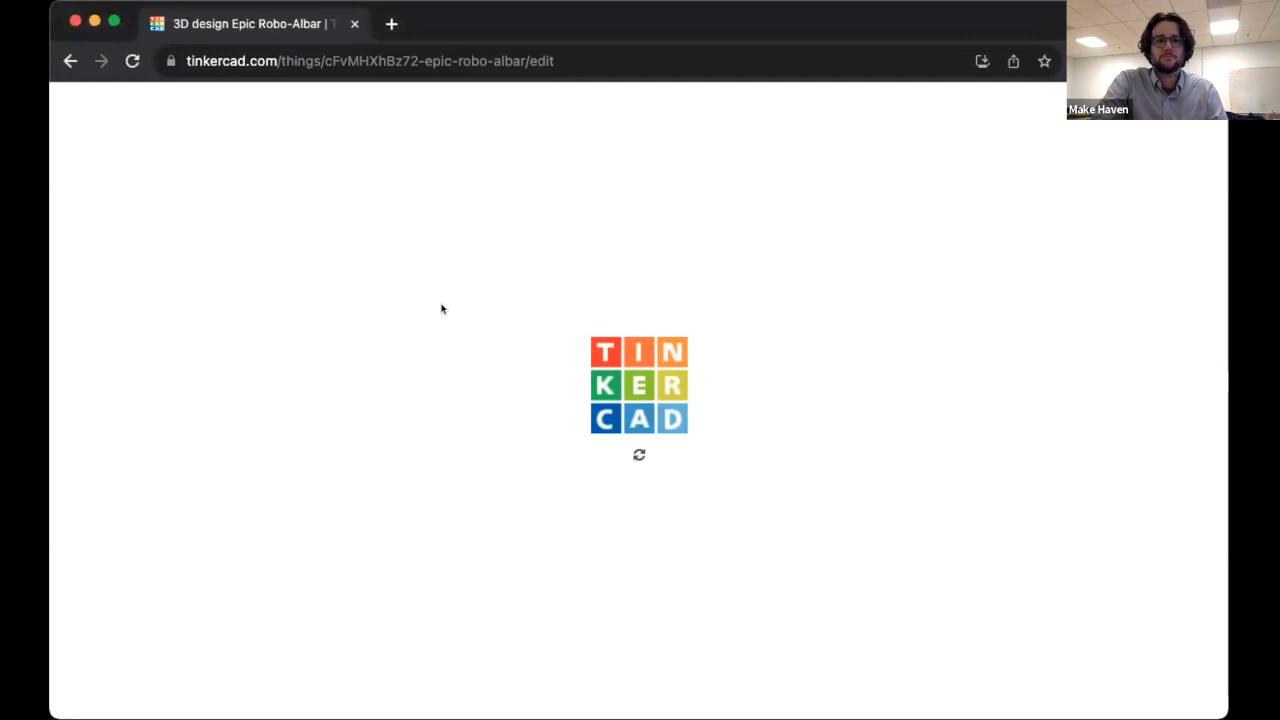 3D design Epic Robo-Albar | T
tinkercad.com/things/cFvMHXhBz72-epic-robo-albar/edit
Make Haven
TIN
KER
CAD